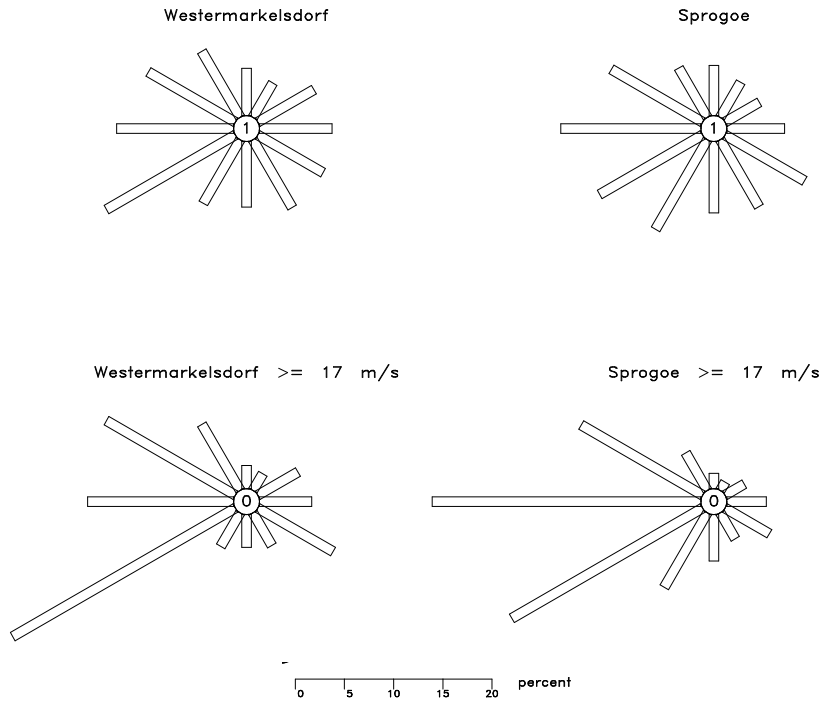 Westermarkelsdorf Sprogoe
1 1
Westermarkelsdorf >= 17 m/s Sprogoe >= 17 m/s
0 0
0 5 10 15 20 percent